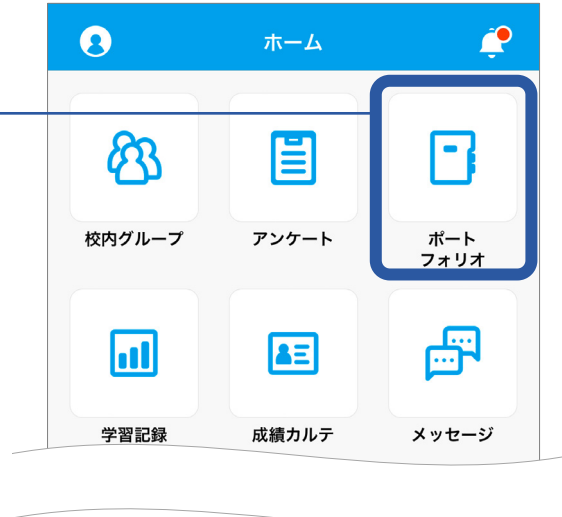 ホーム
校内グループ
アンケート
ポート
フォリオ
学習記録
成績カルテ
メッセージ